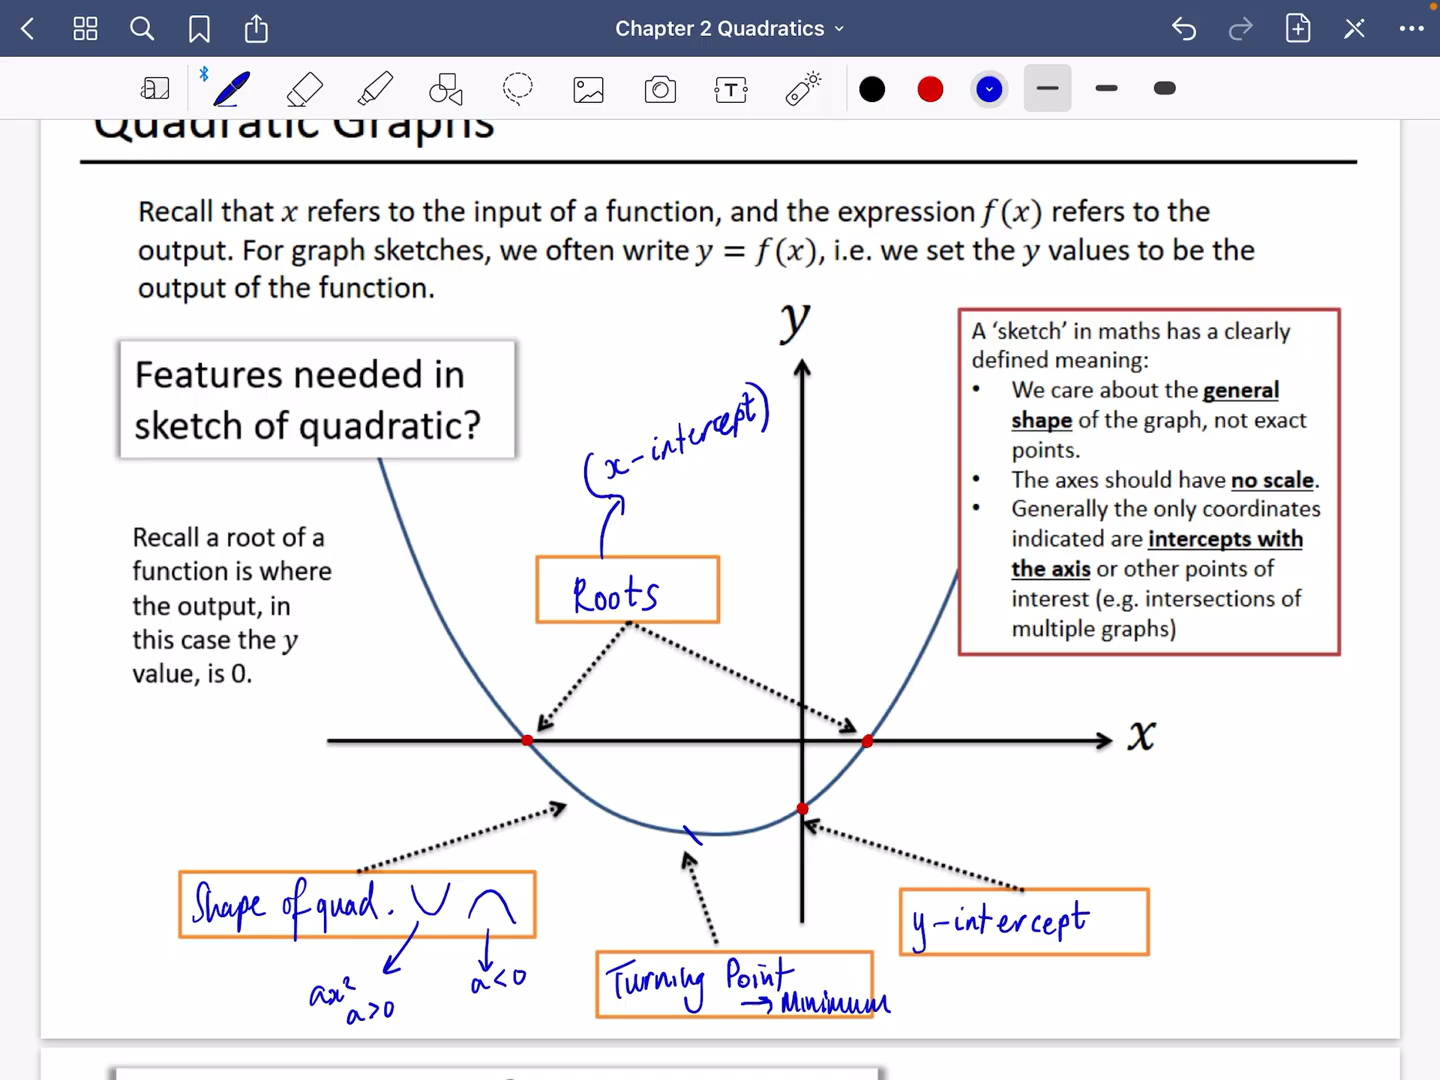 Chapter 2 Quadratics
T
Quadratic Graphs
Recall that x refers to the input of a function, and the expression f(x) refers to the
output. For graph sketches, we often write y = f(x), i.e. we set the y values to be the
output of the function.
Features needed in
sketch of quadratic?
Recall a root of a
function is where
the output, in
this case the y
value, is 0.
(x-intercept)
Roots
y
x
A ‘sketch’ in maths has a clearly
defined meaning:
• We care about the general
shape of the graph, not exact
points.
• The axes should have no scale.
• Generally the only coordinates
indicated are intercepts with
the axis or other points of
interest (e.g. intersections of
multiple graphs)
Shape of quad.
ax²
a>0
a<0
Turning Point
→ Minimum
y-intercept